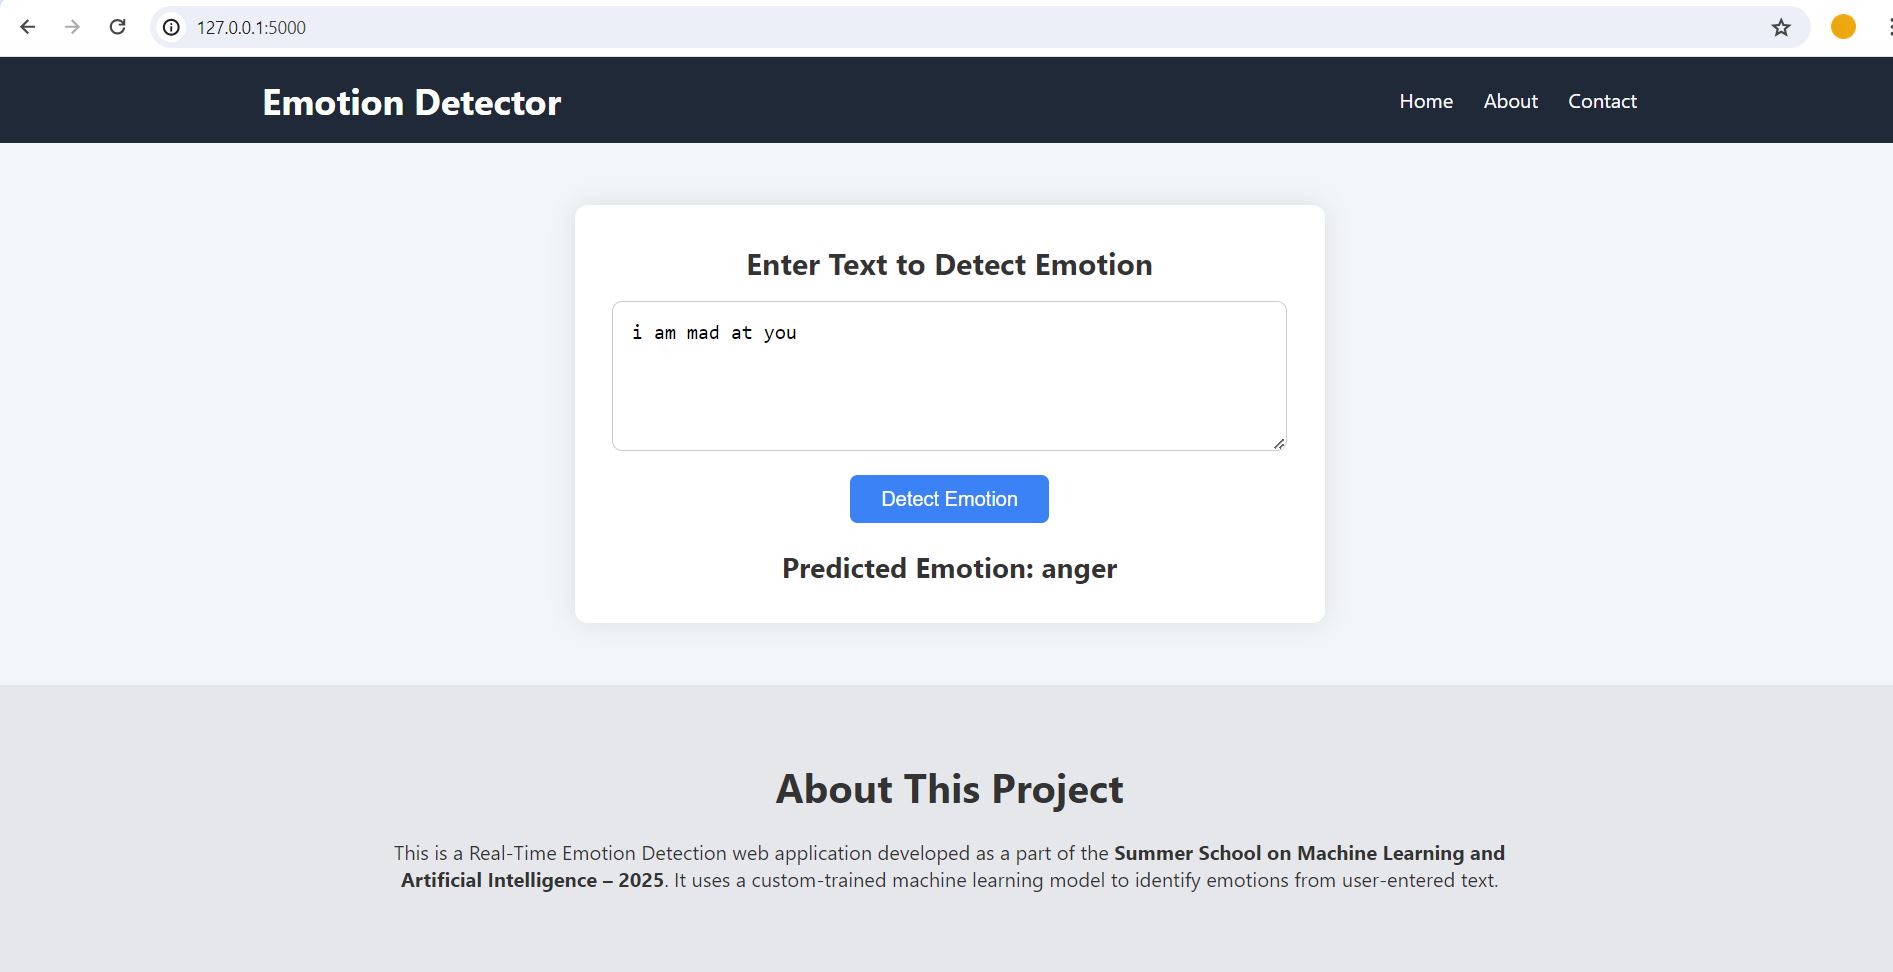 127.0.0.1:5000
Emotion Detector
Home About Contact
Enter Text to Detect Emotion
i am mad at you
Detect Emotion
Predicted Emotion: anger
About This Project
This is a Real-Time Emotion Detection web application developed as a part of the Summer School on Machine Learning and
Artificial Intelligence – 2025. It uses a custom-trained machine learning model to identify emotions from user-entered text.